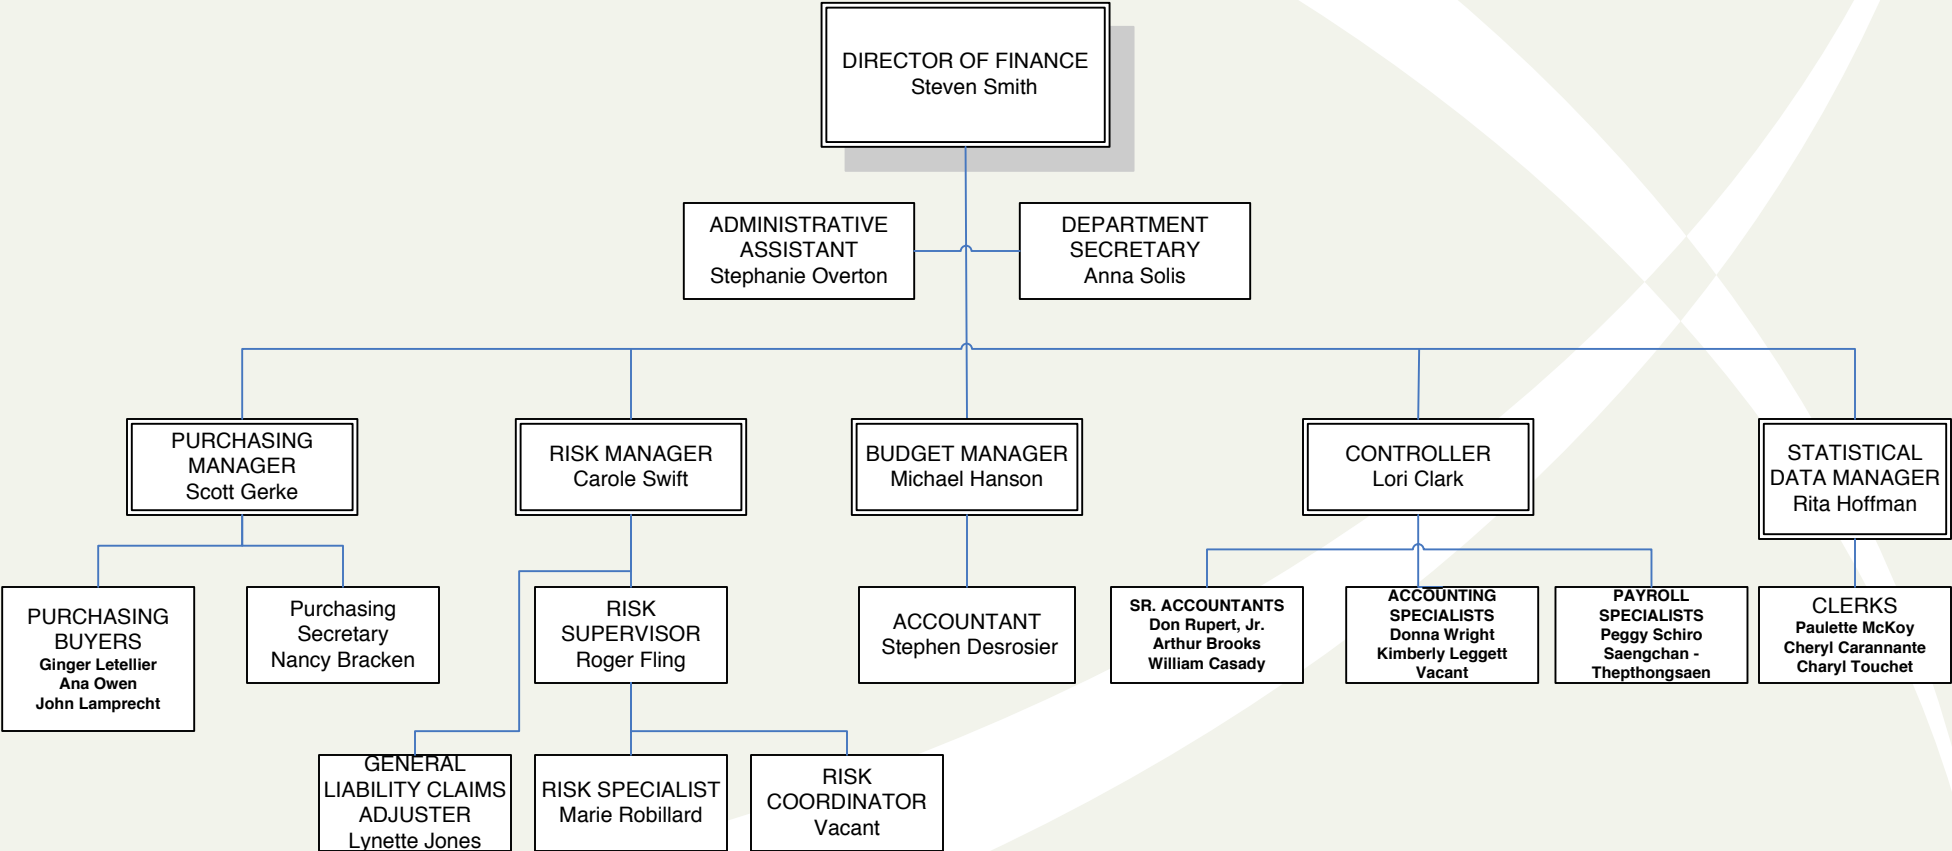 DIRECTOR OF FINANCE
Steven Smith
ADMINISTRATIVE
ASSISTANT
Stephanie Overton
DEPARTMENT
SECRETARY
Anna Solis
PURCHASING
MANAGER
Scott Gerke
RISK MANAGER
Carole Swift
BUDGET MANAGER
Michael Hanson
CONTROLLER
Lori Clark
STATISTICAL
DATA MANAGER
Rita Hoffman
PURCHASING
BUYERS
Ginger Letellier
Ana Owen
John Lamprecht
Purchasing
Secretary
Nancy Bracken
RISK
SUPERVISOR
Roger Fling
ACCOUNTANT
Stephen Desrosier
SR. ACCOUNTANTS
Don Rupert, Jr.
Arthur Brooks
William Casady
ACCOUNTING
SPECIALISTS
Donna Wright
Kimberly Leggett
Vacant
PAYROLL
SPECIALISTS
Peggy Schiro
Saengchan -
Thepthongsaen
CLERKS
Paulette McKoy
Cheryl Carannante
Charyl Touchet
GENERAL
LIABILITY CLAIMS
ADJUSTER
Lynette Jones
RISK SPECIALIST
Marie Robillard
RISK
COORDINATOR
Vacant